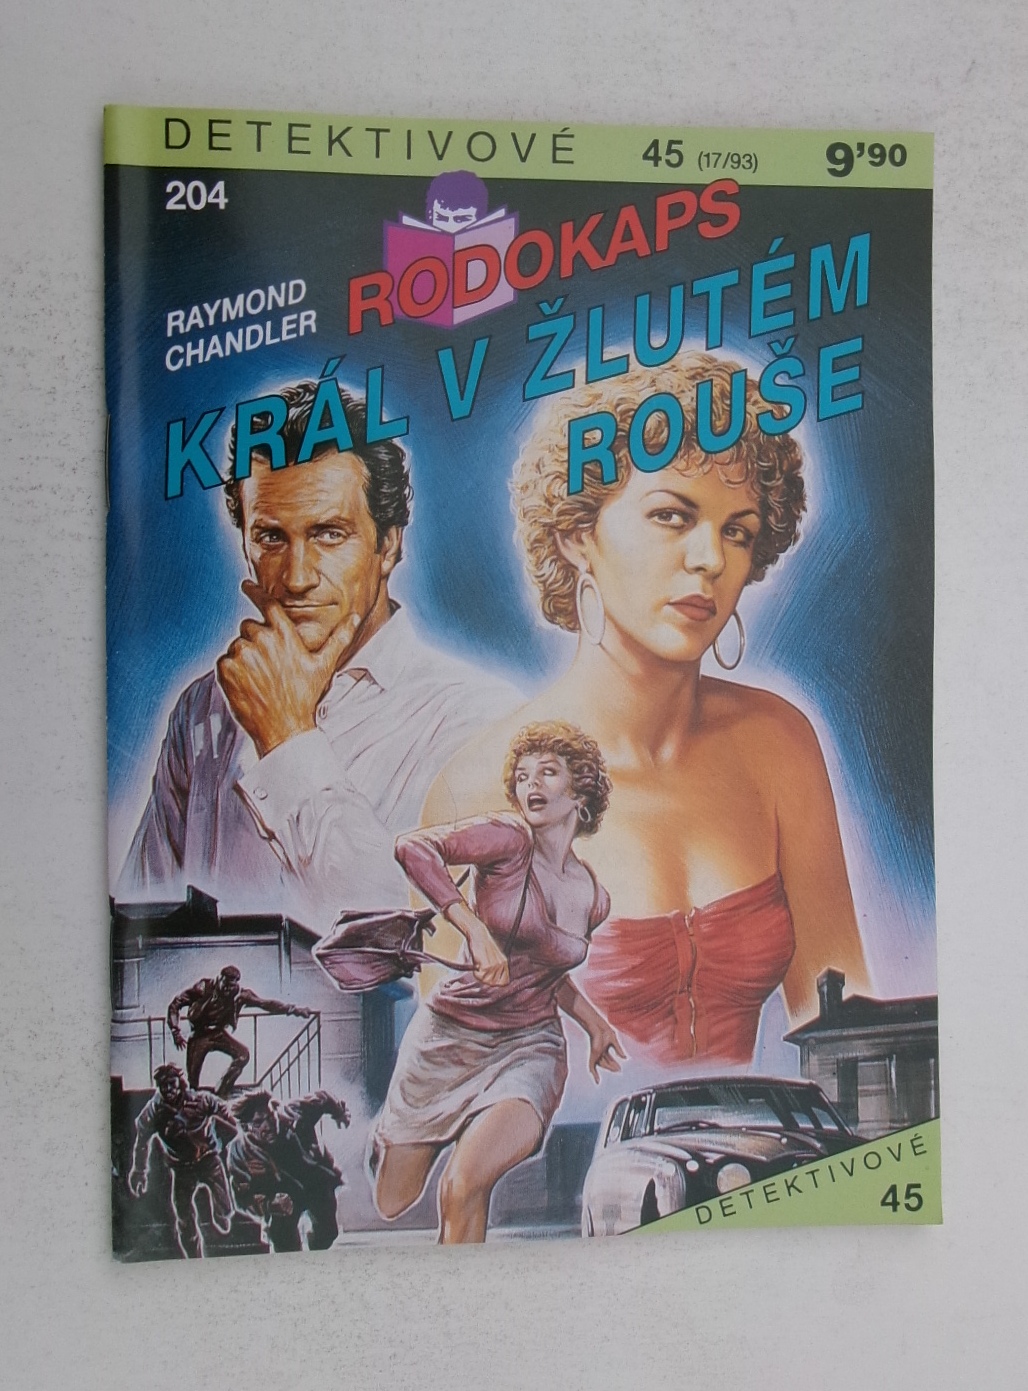 DETEKTIVOVÉ 45 (17/93) 9'90
204
RODOKAPS
RAYMOND
CHANDLER
KRÁL V ŽLUTÉM
ROUŠE
DETEKTIVOVÉ
45